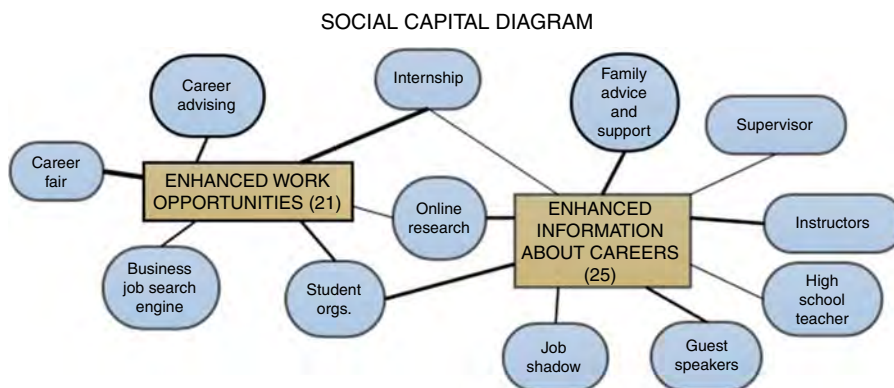 SOCIAL CAPITAL DIAGRAM
Career
advising
Internship
Family
advice
and
support
Supervisor
Career
fair
ENHANCED WORK
OPPORTUNITIES (21)
Online
research
ENHANCED
INFORMATION
ABOUT CAREERS
(25)
Instructors
Business
job search
engine
Student
orgs.
High
school
teacher
Job
shadow
Guest
speakers